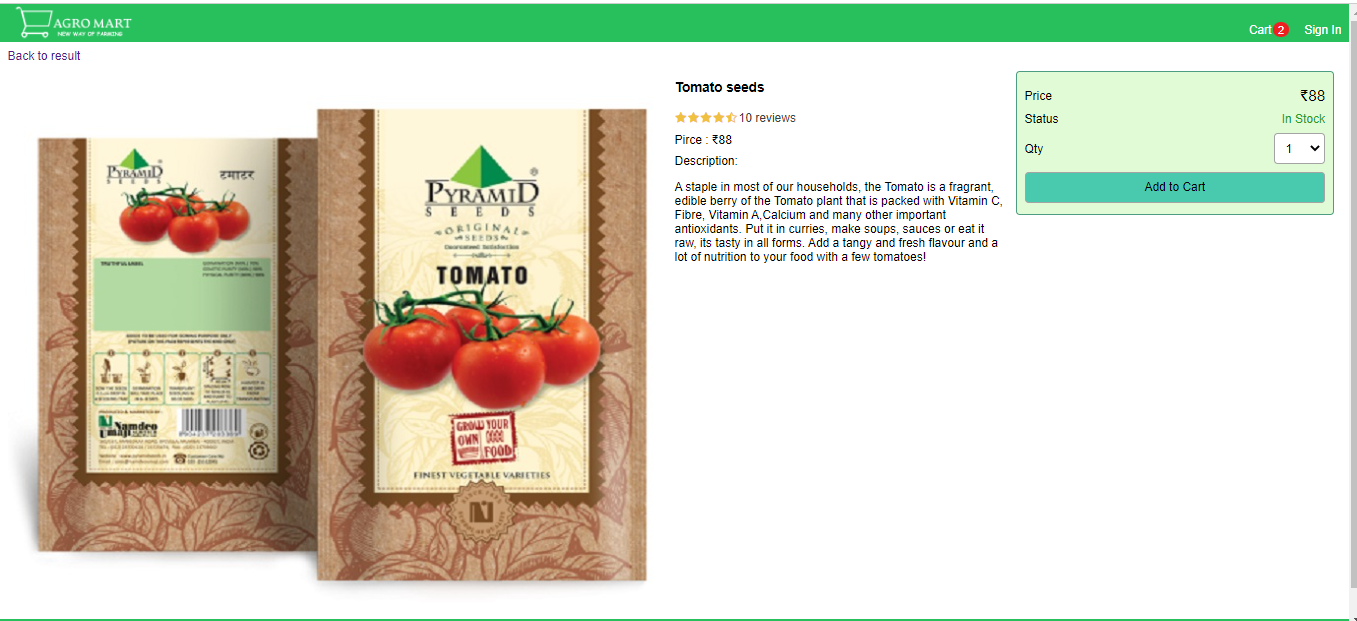 AGRO MART
NEW WAY OF FARMING
Cart 2
Sign In
Back to result
PYRAMID
SEEDS
टमाटर
TRUTHFUL LABEL
PYRAMID
SEEDS
ORIGINAL
SEEDS
Guaranteed Satisfaction
TOMATO
GROW YOUR
OWN
FOOD
FINEST VEGETABLE VARIETIES
Namdeo
Umaji
Tomato seeds
10 reviews
Pirce : ₹88
Description:
A staple in most of our households, the Tomato is a fragrant,
edible berry of the Tomato plant that is packed with Vitamin C,
Fibre, Vitamin A,Calcium and many other important
antioxidants. Put it in curries, make soups, sauces or eat it
raw, its tasty in all forms. Add a tangy and fresh flavour and a
lot of nutrition to your food with a few tomatoes!
Price ₹88
Status In Stock
Qty 1
Add to Cart